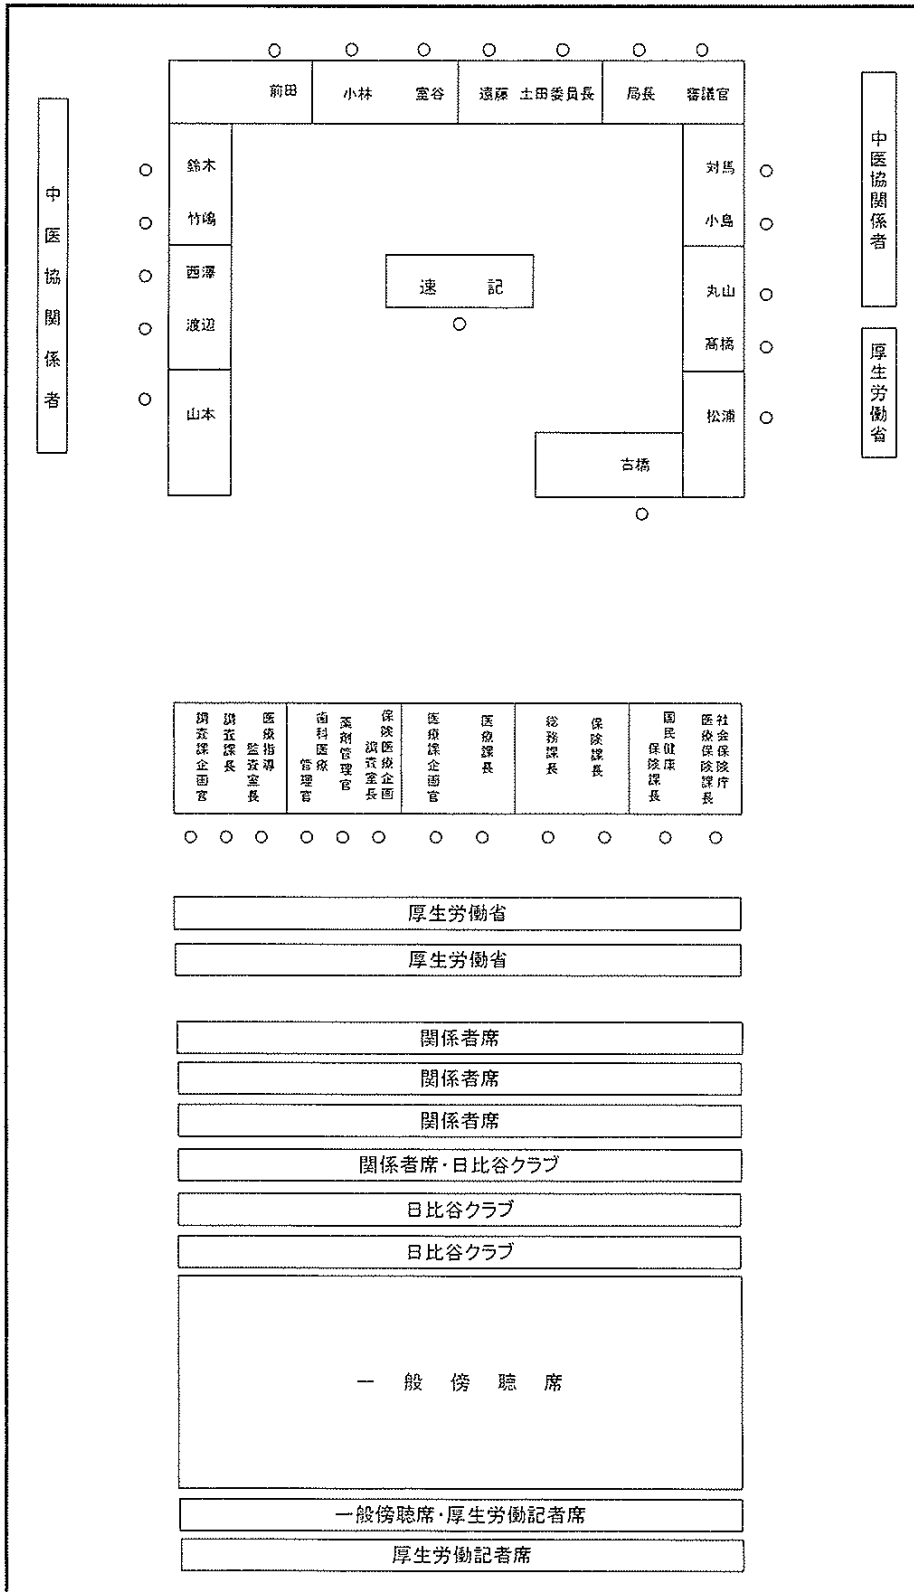 前田 小林 室谷 遠藤 土田委員長 局長 審議官
中医協関係者
鈴木
竹嶋
西澤
渡辺
山本
速記
対馬
小島
丸山
髙橋
松浦
吉橋
中医協関係者
厚生労働省
調査課企画官
調査課長
医療指導監査室長
歯科医療管理官
薬剤管理官
保険医療企画調査室長
医療課企画官
医療課長
総務課長
保険課長
国民健康保険課長
社会保険庁医療保険課長
厚生労働省
厚生労働省
関係者席
関係者席
関係者席
関係者席・日比谷クラブ
日比谷クラブ
日比谷クラブ
一般傍聴席
一般傍聴席・厚生労働記者席
厚生労働記者席